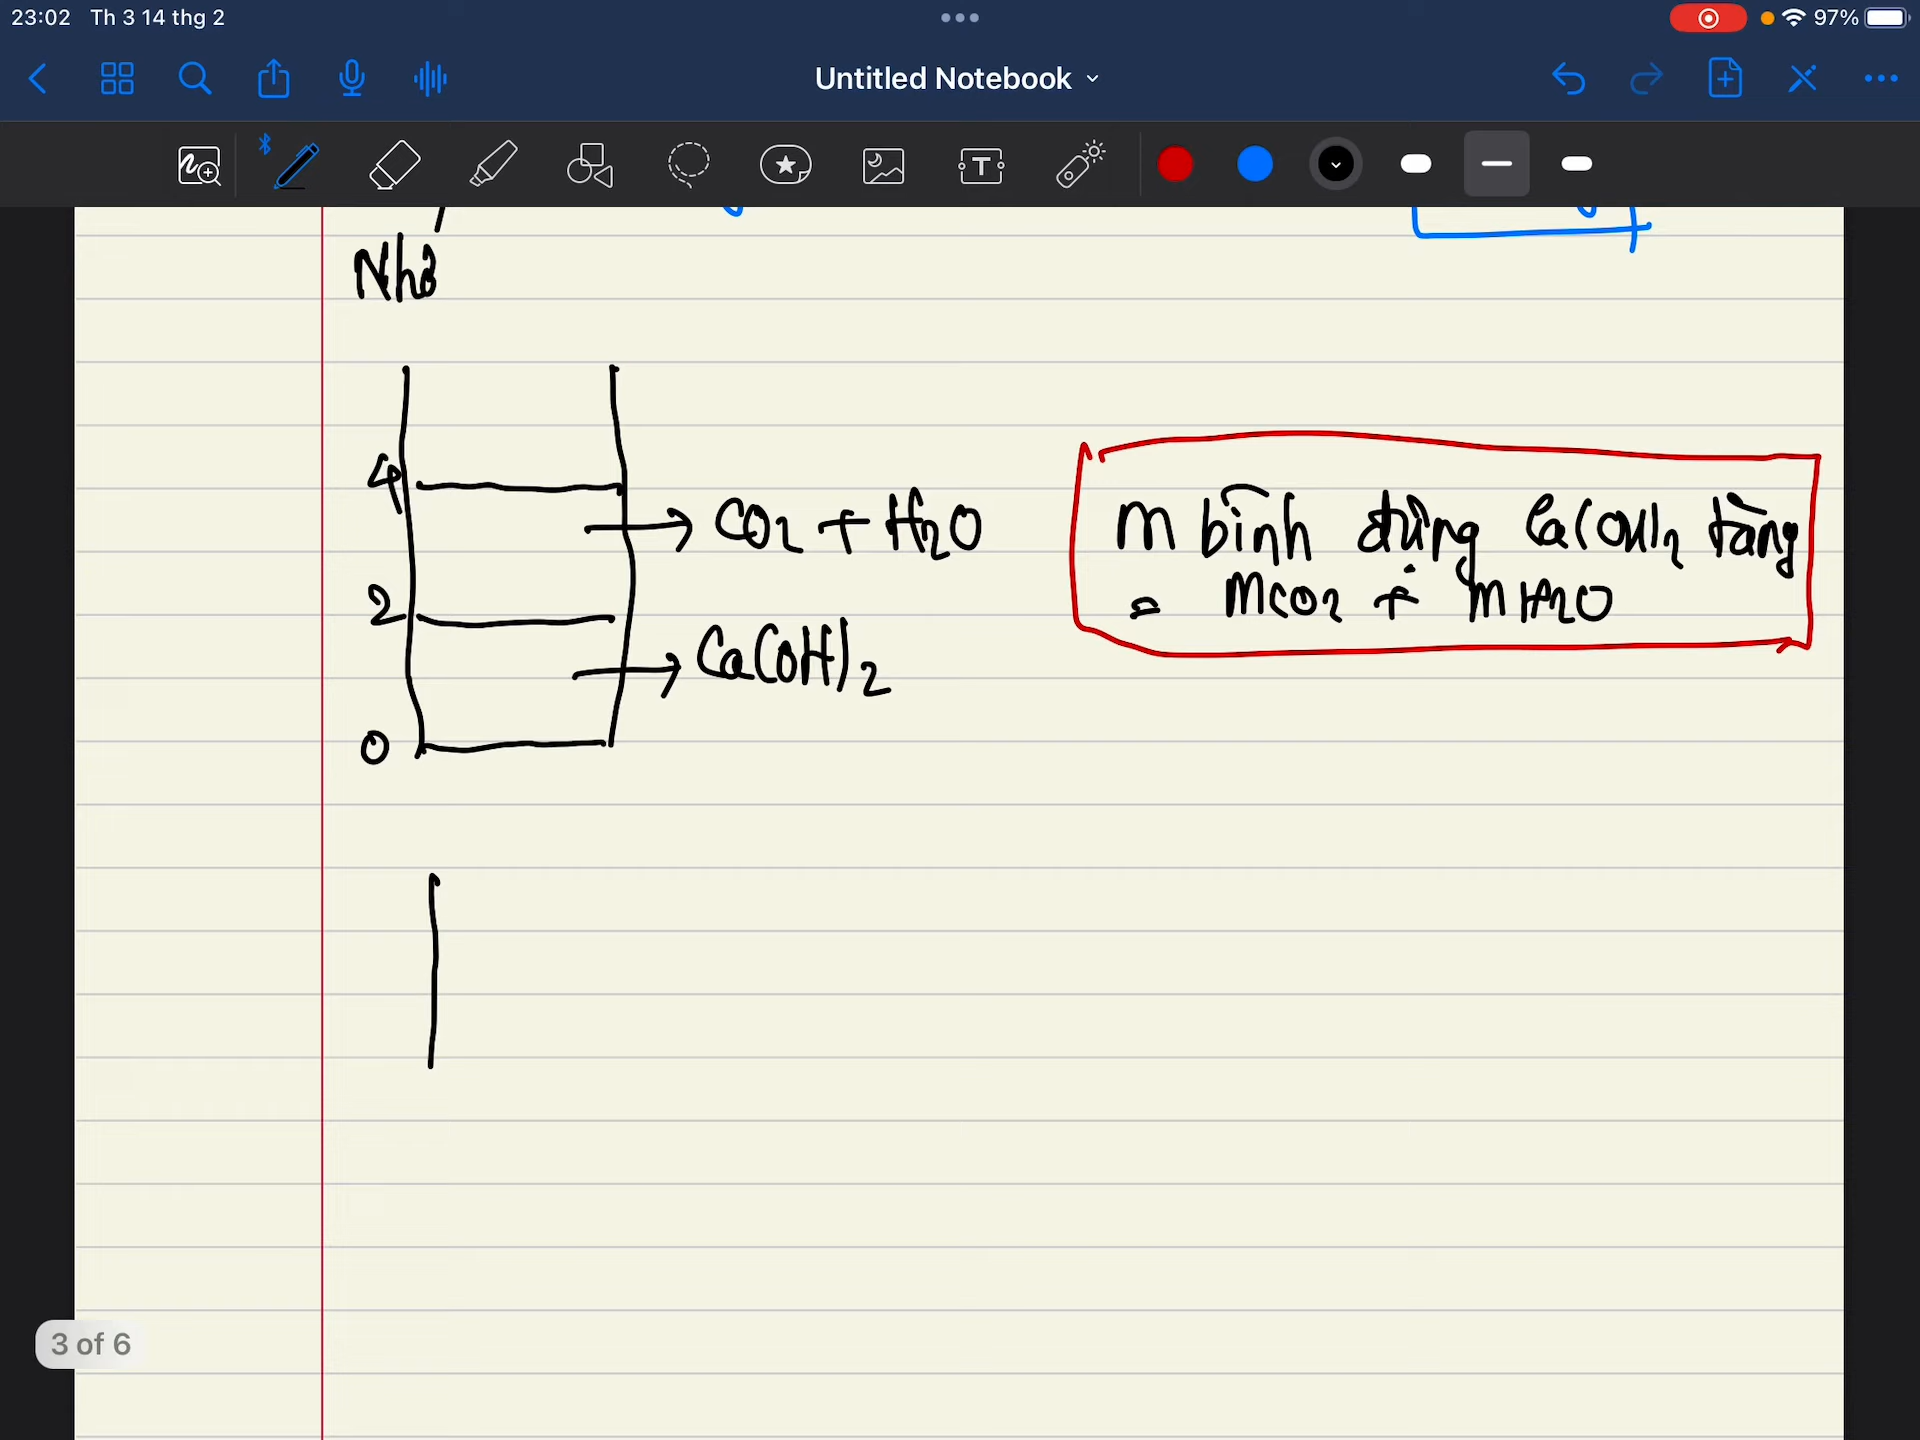 23:02 Th 3 14 thg 2
97%
Untitled Notebook
T
Nhớ
4
CO2 + H2O
m bình đựng Ca(OH)2 tăng
= mCO2 + mH2O
2
Ca(OH)2
0
3 of 6